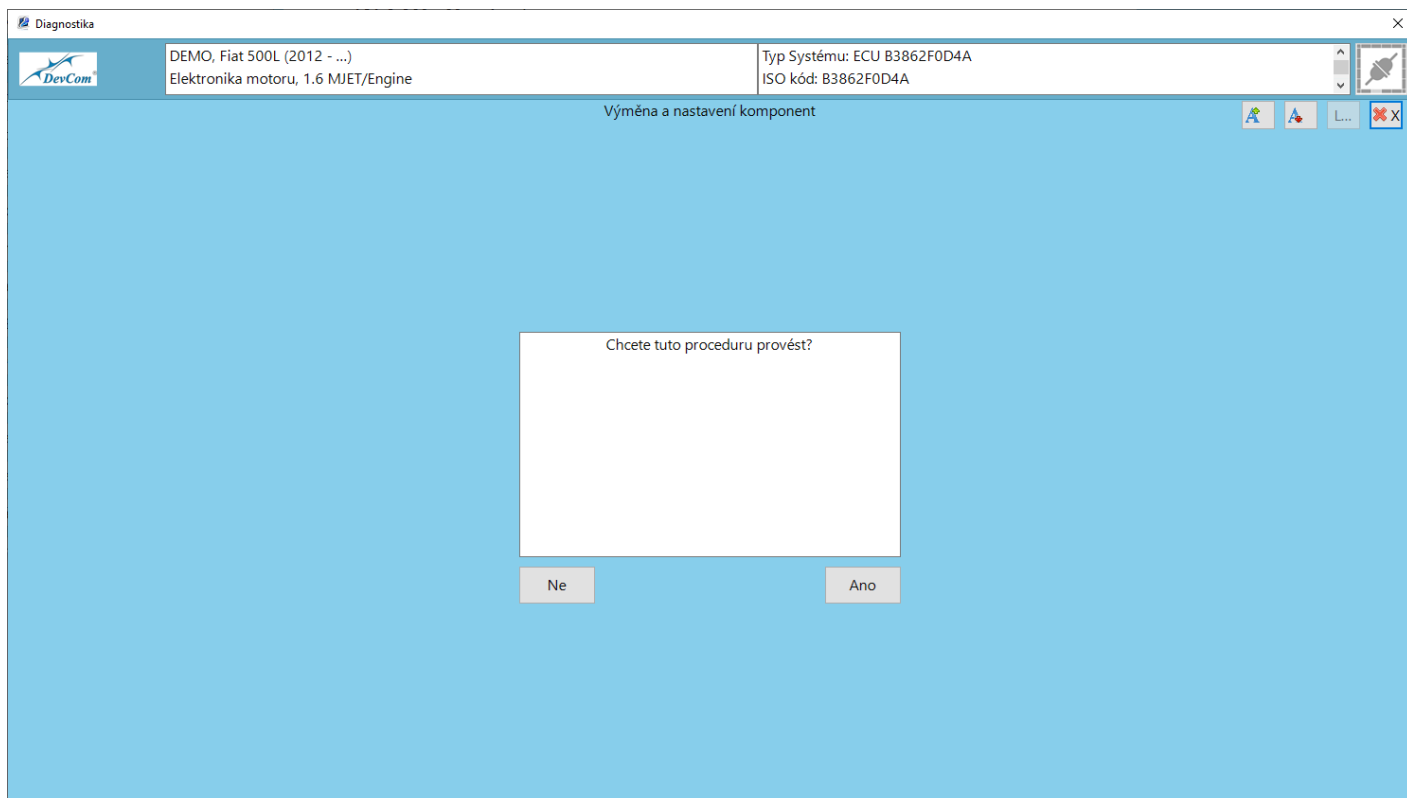 Diagnostika
DevCom
DEMO, Fiat 500L (2012 - ...)
Elektronika motoru, 1.6 MJET/Engine
Typ Systému: ECU B3862F0D4A
ISO kód: B3862F0D4A
Výměna a nastavení komponent
A A L... X
Chcete tuto proceduru provést?
Ne
Ano